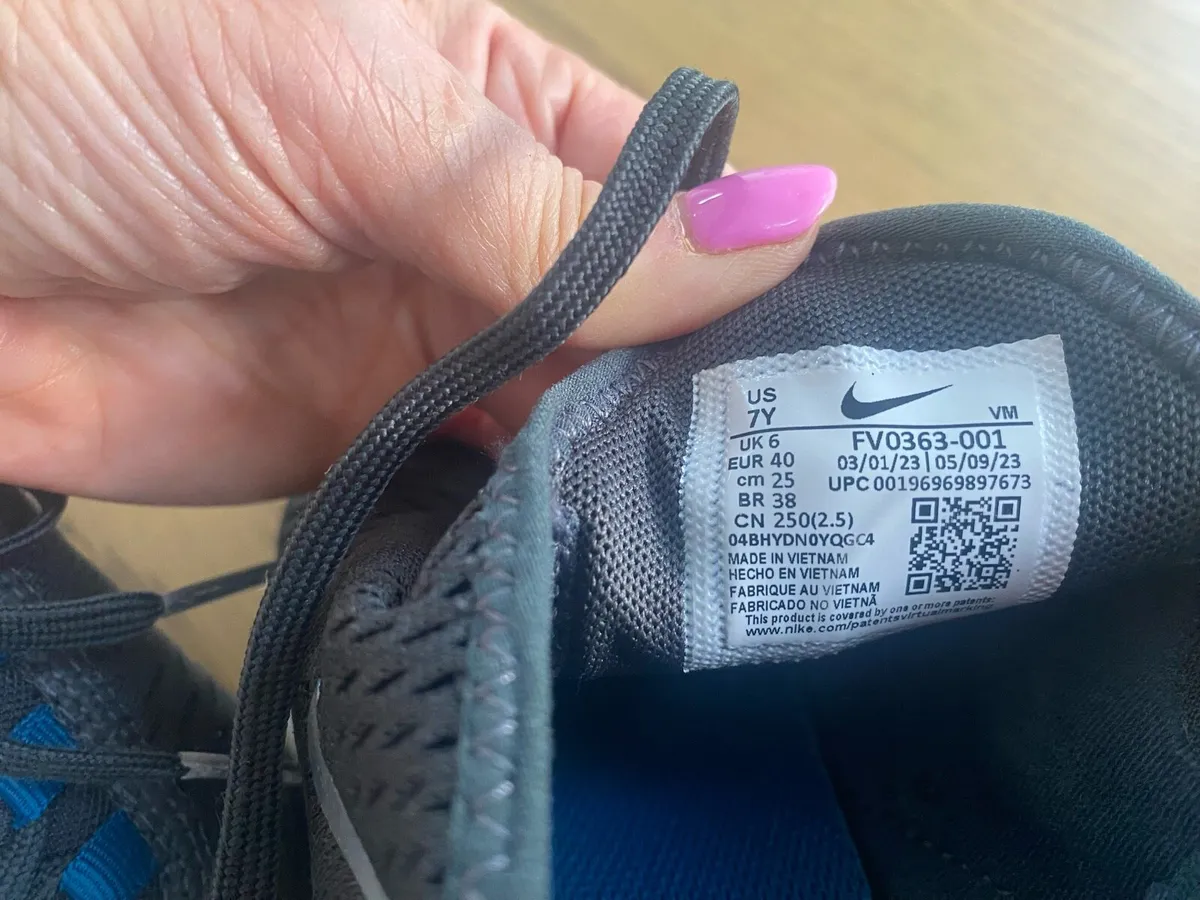 US
7Y
VM
UK 6
FV0363-001
EUR 40
03/01/23 | 05/09/23
cm 25
UPC 00196969897673
BR 38
CN 250(2.5)
04BHYDN0YQGC4
MADE IN VIETNAM
HECHO EN VIETNAM
FABRIQUE AU VIETNAM
FABRICADO NO VIETNÃ
This product is covered by one or more patents:
www.nike.com/patentsvirtualmarking